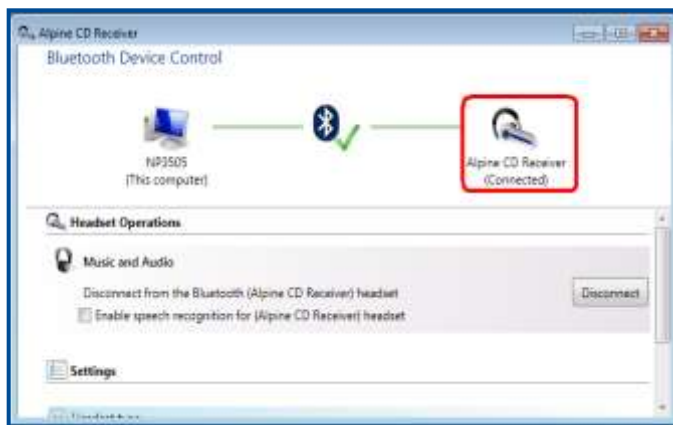 Alpine CD Receiver
Bluetooth Device Control
NP3505
(This computer)
Alpine CD Receiver
(Connected)
Headset Operations
Music and Audio
Disconnect from the Bluetooth (Alpine CD Receiver) headset
Disconnect
Enable speech recognition for (Alpine CD Receiver) headset
Settings